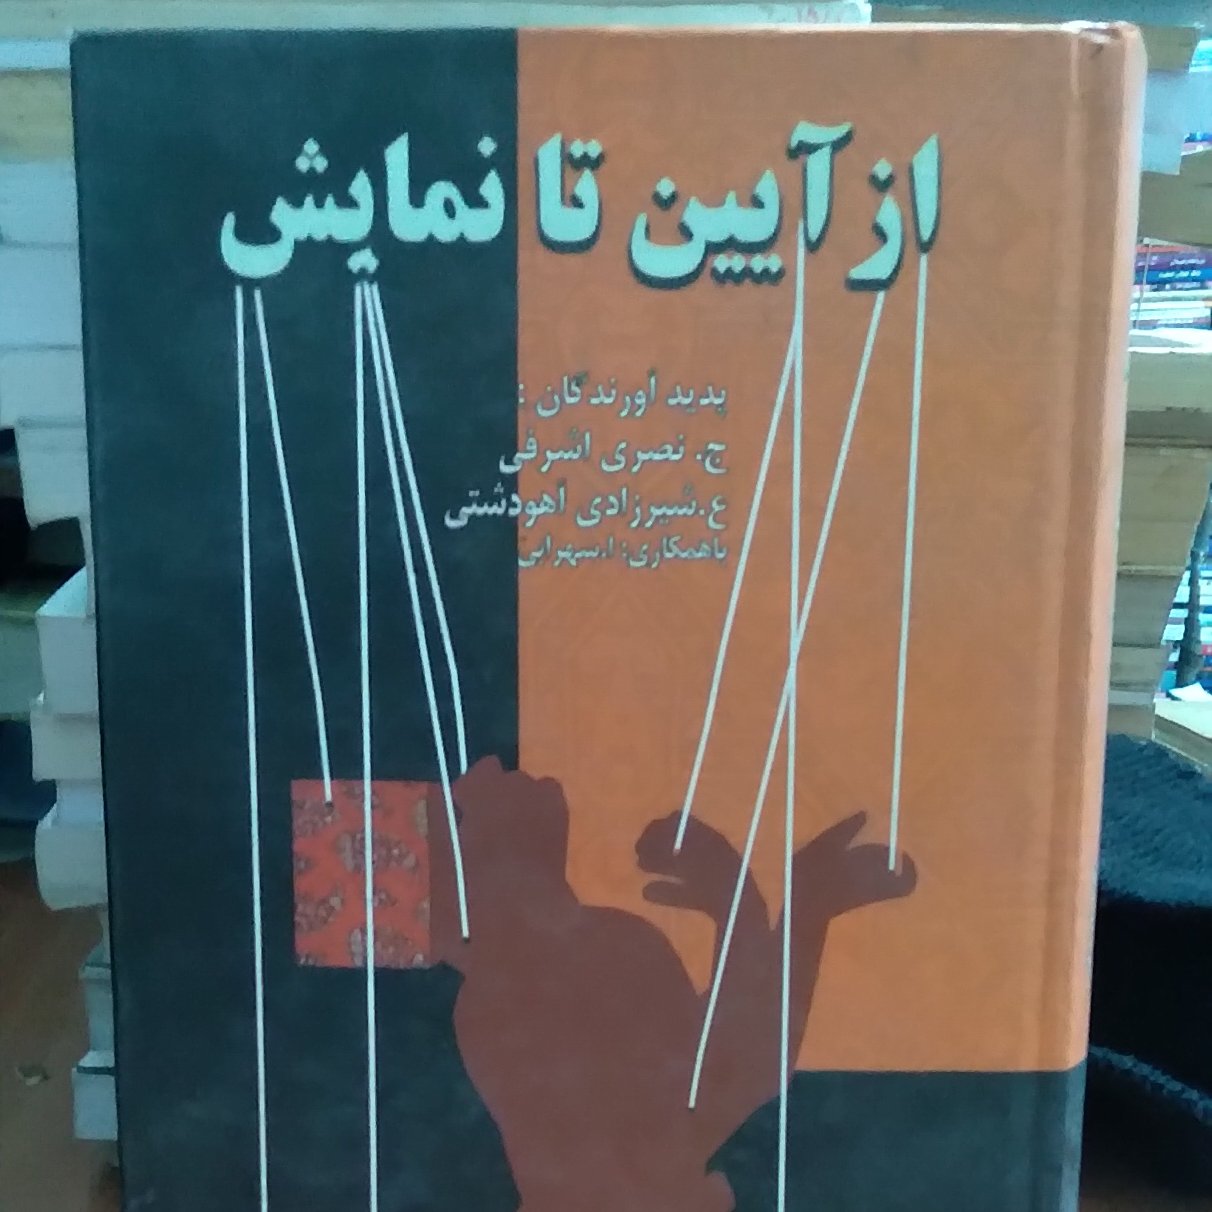 از آیین تا نمایش
پدید آورندگان :
ج. نصری اشرفی
ع.شیرزادی آهودشتی
باهمکاری: ا.سهرابی